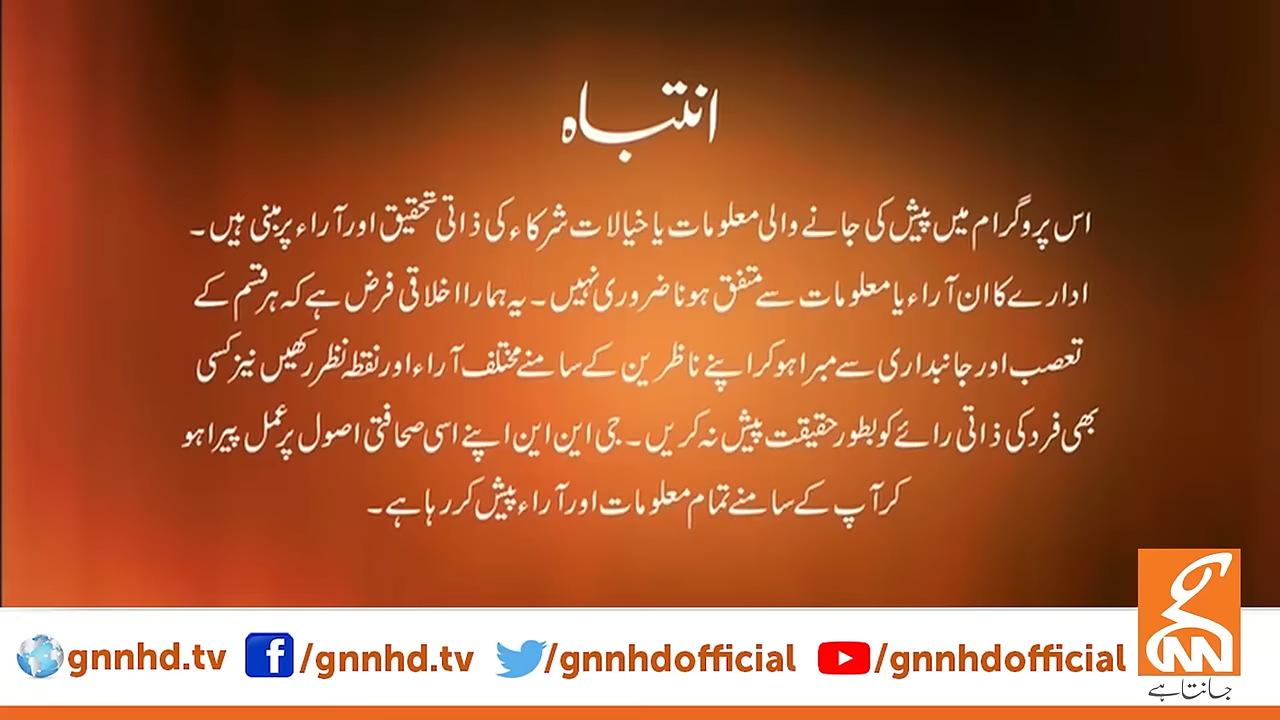 انتباہ
اس پروگرام میں پیش کی جانے والی معلومات یا خیالات شرکاء کی ذاتی تحقیق اور آراء پر مبنی ہیں۔
ادارے کا ان آراء یا معلومات سے متفق ہونا ضروری نہیں۔ یہ ہمارا اخلاقی فرض ہے کہ ہر قسم کے
تعصب اور جانبداری سے مبرا ہو کر اپنے ناظرین کے سامنے مختلف آراء اور نقطہ نظر رکھیں نیز کسی
بھی فرد کی ذاتی رائے کو بطور حقیقت پیش نہ کریں۔ جی این این اپنے اسی صحافتی اصول پر عمل پیرا ہو
کر آپ کے سامنے تمام معلومات اور آراء پیش کر رہا ہے۔
gnnhd.tv /gnnhd.tv /gnnhdofficial /gnnhdofficial
GNN
جانتا ہے